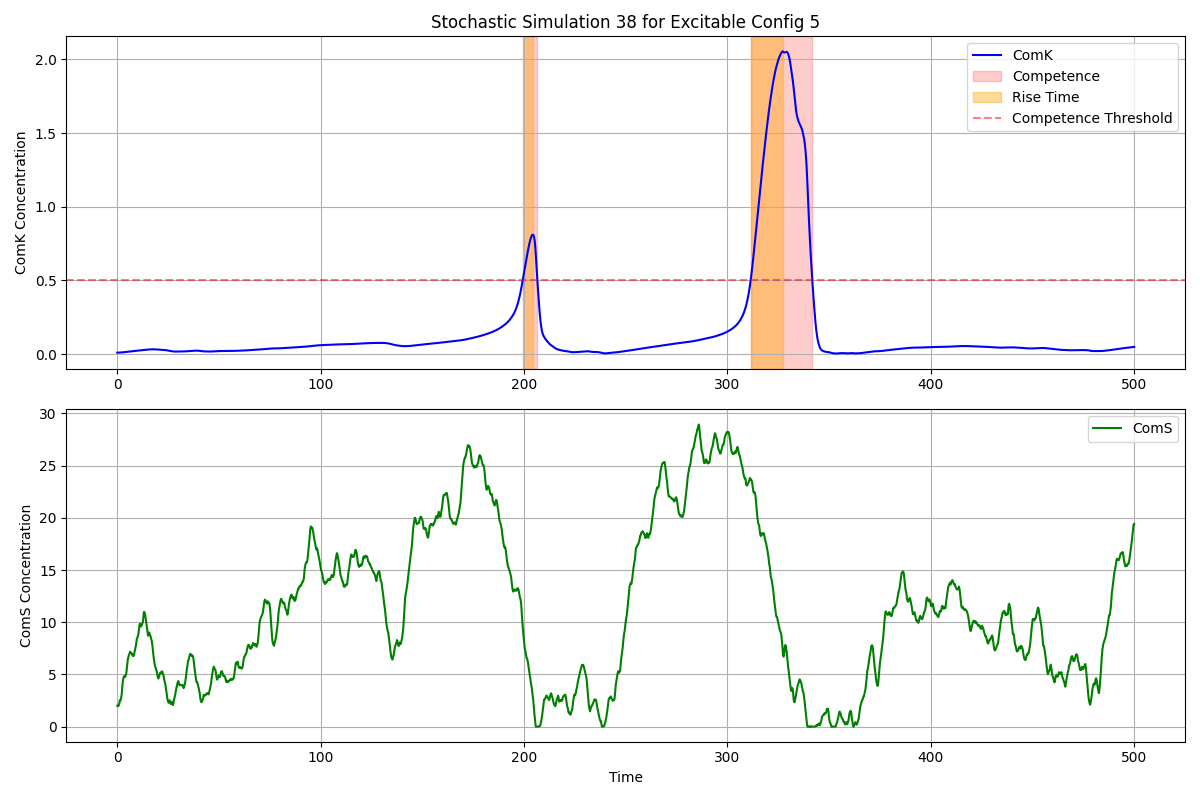 Stochastic Simulation 38 for Excitable Config 5
ComK Concentration
2.0
1.5
1.0
0.5
0.0
ComK
Competence
Rise Time
Competence Threshold
0 100 200 300 400 500
ComS Concentration
30
25
20
15
10
5
0
ComS
0 100 200 300 400 500
Time